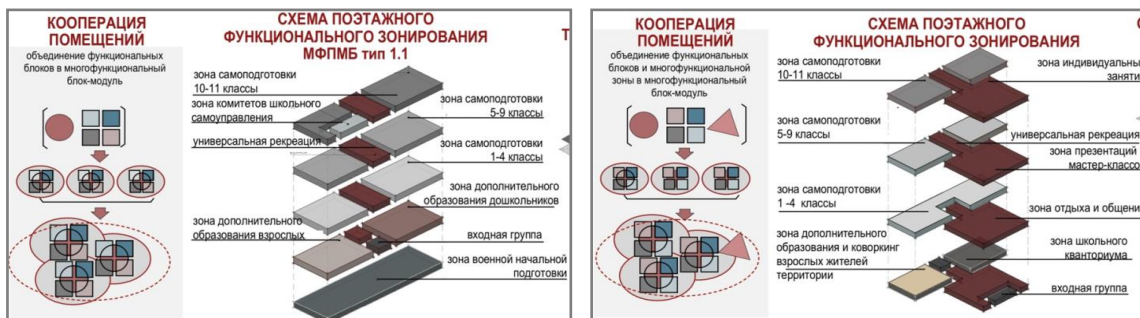 КООПЕРАЦИЯ
ПОМЕЩЕНИЙ
объединение функциональных
блоков в многофункциональный
блок-модуль
СХЕМА ПОЭТАЖНОГО
ФУНКЦИОНАЛЬНОГО ЗОНИРОВАНИЯ
МФПМБ тип 1.1
Т
зона самоподготовки
10-11 классы
зона комитетов школьного
самоуправления
универсальная рекреация
зона дополнительного
образования взрослых
зона самоподготовки
5-9 классы
зона самоподготовки
1-4 классы
зона дополнительного
образования дошкольников
входная группа
зона военной начальной
подготовки
КООПЕРАЦИЯ
ПОМЕЩЕНИЙ
объединение функциональных
блоков и многофункциональной
зоны в многофункциональный
блок-модуль
СХЕМА ПОЭТАЖНОГО
ФУНКЦИОНАЛЬНОГО ЗОНИРОВАНИЯ
зона самоподготовки
10-11 классы
зона самоподготовки
5-9 классы
зона самоподготовки
1 -4 классы
зона дополнительного
образования и коворкинг
взрослых жителей
территории
зона индивидуальны
заняти
универсальная рекреация
зона презентаций
мастер-классо
зона отдыха и общени
зона школьного
кванториума
входная группа